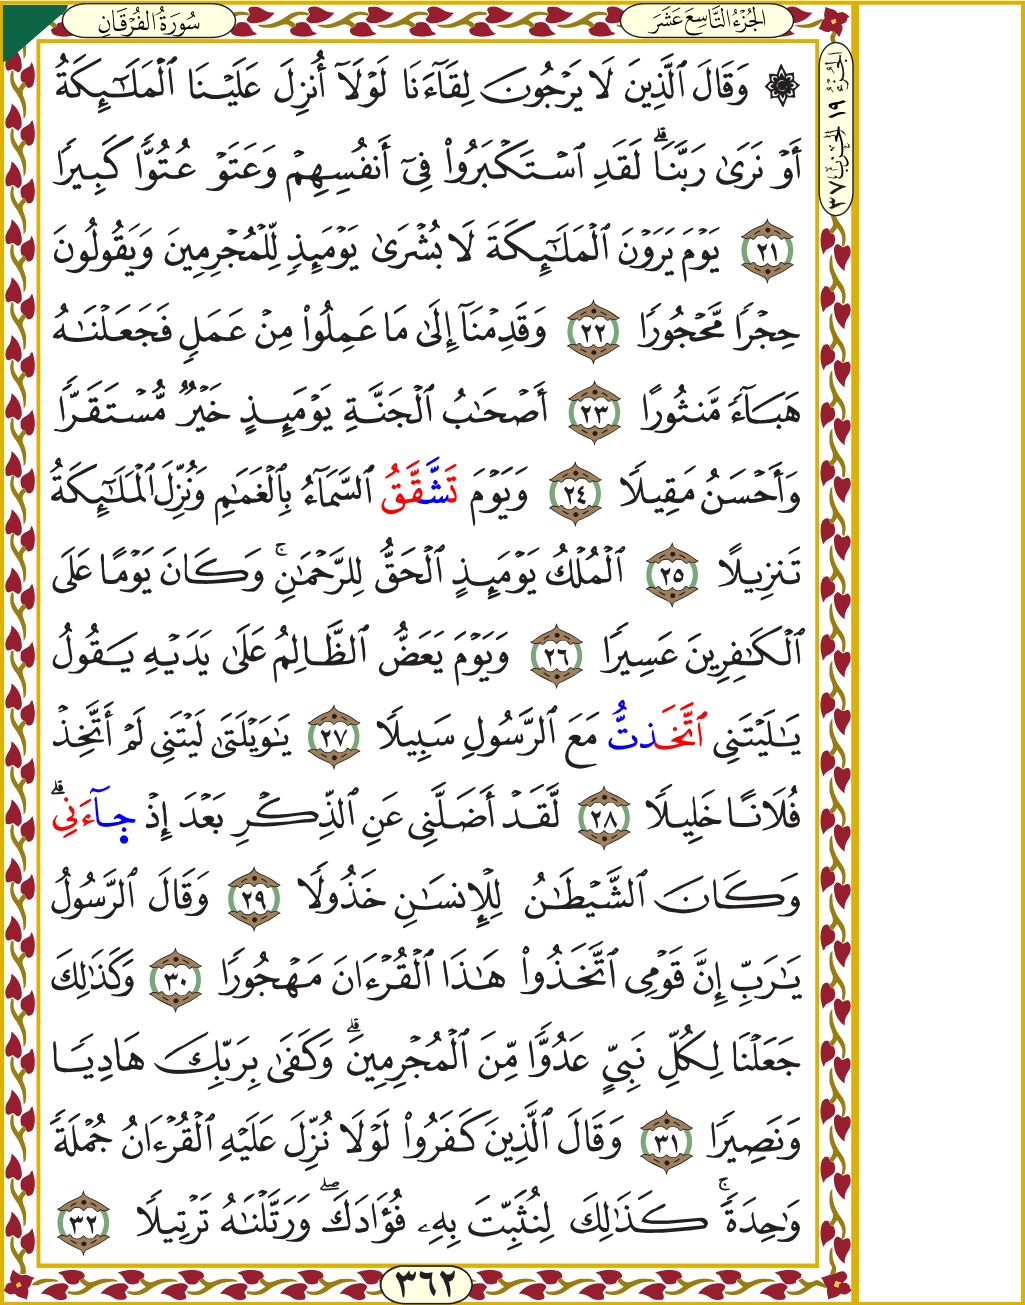 سُورَةُ الفُرْقَانِ
الجُزْءُ التَّاسِعَ عَشَرَ
الجزء ١٩ الحزب ٣٧
۞ وَقَالَ ٱلَّذِينَ لَا يَرْجُونَ لِقَآءَنَا لَوْلَآ أُنزِلَ عَلَيْنَا ٱلْمَلَٰٓئِكَةُ
أَوْ نَرَىٰ رَبَّنَاۗ لَقَدِ ٱسْتَكْبَرُوا۟ فِىٓ أَنفُسِهِمْ وَعَتَوْ عُتُوًّا كَبِيرًا
٢١ يَوْمَ يَرَوْنَ ٱلْمَلَٰٓئِكَةَ لَا بُشْرَىٰ يَوْمَئِذٍ لِّلْمُجْرِمِينَ وَيَقُولُونَ
حِجْرًا مَّحْجُورًا ٢٢ وَقَدِمْنَآ إِلَىٰ مَا عَمِلُوا۟ مِنْ عَمَلٍ فَجَعَلْنَٰهُ
هَبَآءً مَّنثُورًا ٢٣ أَصْحَٰبُ ٱلْجَنَّةِ يَوْمَئِذٍ خَيْرٌ مُّسْتَقَرًّا
وَأَحْسَنُ مَقِيلًا ٢٤ وَيَوْمَ تَشَّقَّقُ ٱلسَّمَآءُ بِٱلْغَمَٰمِ وَنُزِّلَ ٱلْمَلَٰٓئِكَةُ
تَنزِيلًا ٢٥ ٱلْمُلْكُ يَوْمَئِذٍ ٱلْحَقُّ لِلرَّحْمَٰنِۚ وَكَانَ يَوْمًا عَلَى
ٱلْكَٰفِرِينَ عَسِيرًا ٢٦ وَيَوْمَ يَعَضُّ ٱلظَّالِمُ عَلَىٰ يَدَيْهِ يَقُولُ
يَٰلَيْتَنِى ٱتَّخَذتُّ مَعَ ٱلرَّسُولِ سَبِيلًا ٢٧ يَٰوَيْلَتَىٰ لَيْتَنِى لَمْ أَتَّخِذْ
فُلَانًا خَلِيلًا ٢٨ لَّقَدْ أَضَلَّنِى عَنِ ٱلذِّكْرِ بَعْدَ إِذْ جَآءَنِىۗ
وَكَانَ ٱلشَّيْطَٰنُ لِلْإِنسَٰنِ خَذُولًا ٢٩ وَقَالَ ٱلرَّسُولُ
يَٰرَبِّ إِنَّ قَوْمِى ٱتَّخَذُوا۟ هَٰذَا ٱلْقُرْءَانَ مَهْجُورًا ٣٠ وَكَذَٰلِكَ
جَعَلْنَا لِكُلِّ نَبِىٍّ عَدُوًّا مِّنَ ٱلْمُجْرِمِينَۗ وَكَفَىٰ بِرَبِّكَ هَادِيًا
وَنَصِيرًا ٣١ وَقَالَ ٱلَّذِينَ كَفَرُوا۟ لَوْلَا نُزِّلَ عَلَيْهِ ٱلْقُرْءَانُ جُمْلَةً
وَٰحِدَةًۚ كَذَٰلِكَ لِنُثَبِّتَ بِهِۦ فُؤَادَكَۖ وَرَتَّلْنَٰهُ تَرْتِيلًا ٣٢
٣٦٢